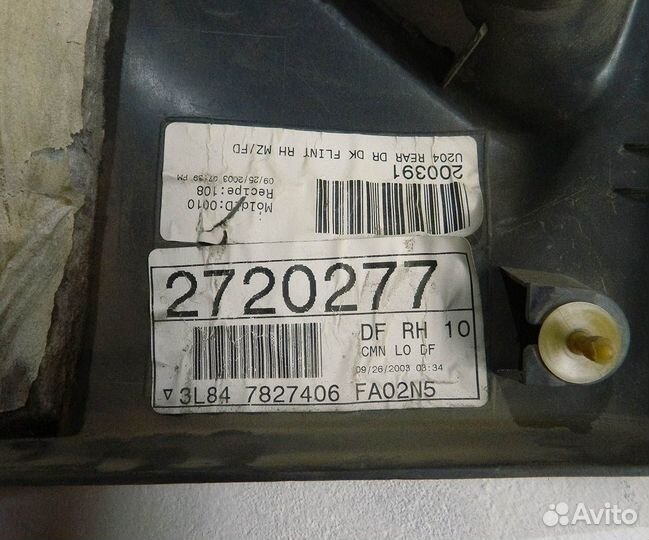 U204 REAR DR DK FLINT RH MZ/FD
200391
09/25/2003 07:39 PM
Recipe:108
Mold
D:0010
2720277
DF RH 10
CMN LO DF
09/26/2003 03:34
▽ 3L84 7827406 FA02N5
Avito